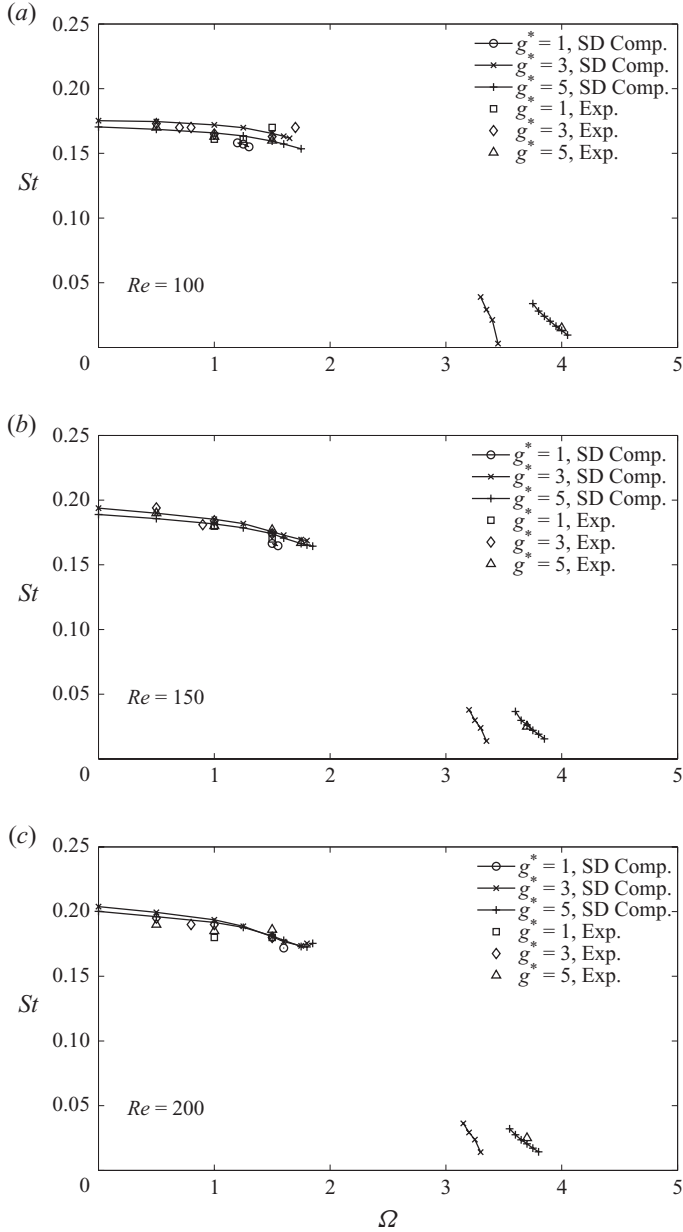 (a)
0.25
0.20
0.15
0.10
0.05
St
g* = 1, SD Comp.
g* = 3, SD Comp.
g* = 5, SD Comp.
g* = 1, Exp.
g* = 3, Exp.
g* = 5, Exp.
Re = 100
0 1 2 3 4 5
(b)
0.25
0.20
0.15
0.10
0.05
St
g* = 1, SD Comp.
g* = 3, SD Comp.
g* = 5, SD Comp.
g* = 1, Exp.
g* = 3, Exp.
g* = 5, Exp.
Re = 150
0 1 2 3 4 5
(c)
0.25
0.20
0.15
0.10
0.05
St
g* = 1, SD Comp.
g* = 3, SD Comp.
g* = 5, SD Comp.
g* = 1, Exp.
g* = 3, Exp.
g* = 5, Exp.
Re = 200
0 1 2 3 4 5
Ω